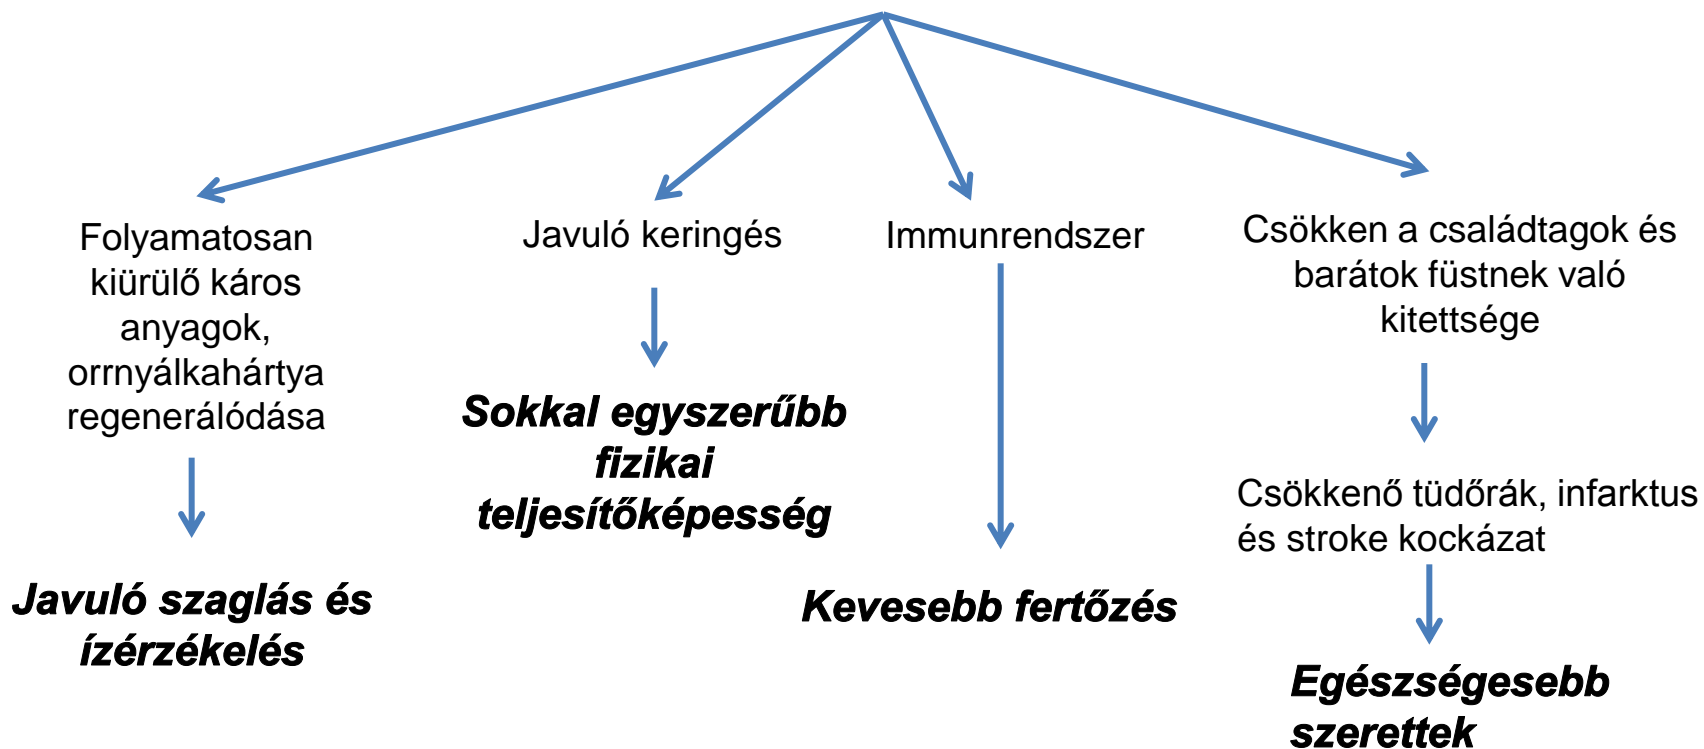 Folyamatosan
kiürülő káros
anyagok,
orrnyálkahártya
regenerálódása
Javuló szaglás és
ízérzékelés
Javuló keringés
Sokkal egyszerűbb
fizikai
teljesítőképesség
Immunrendszer
Kevesebb fertőzés
Csökken a családtagok és
barátok füstnek való
kitettsége
Csökkenő tüdőrák, infarktus
és stroke kockázat
Egészségesebb
szerettek